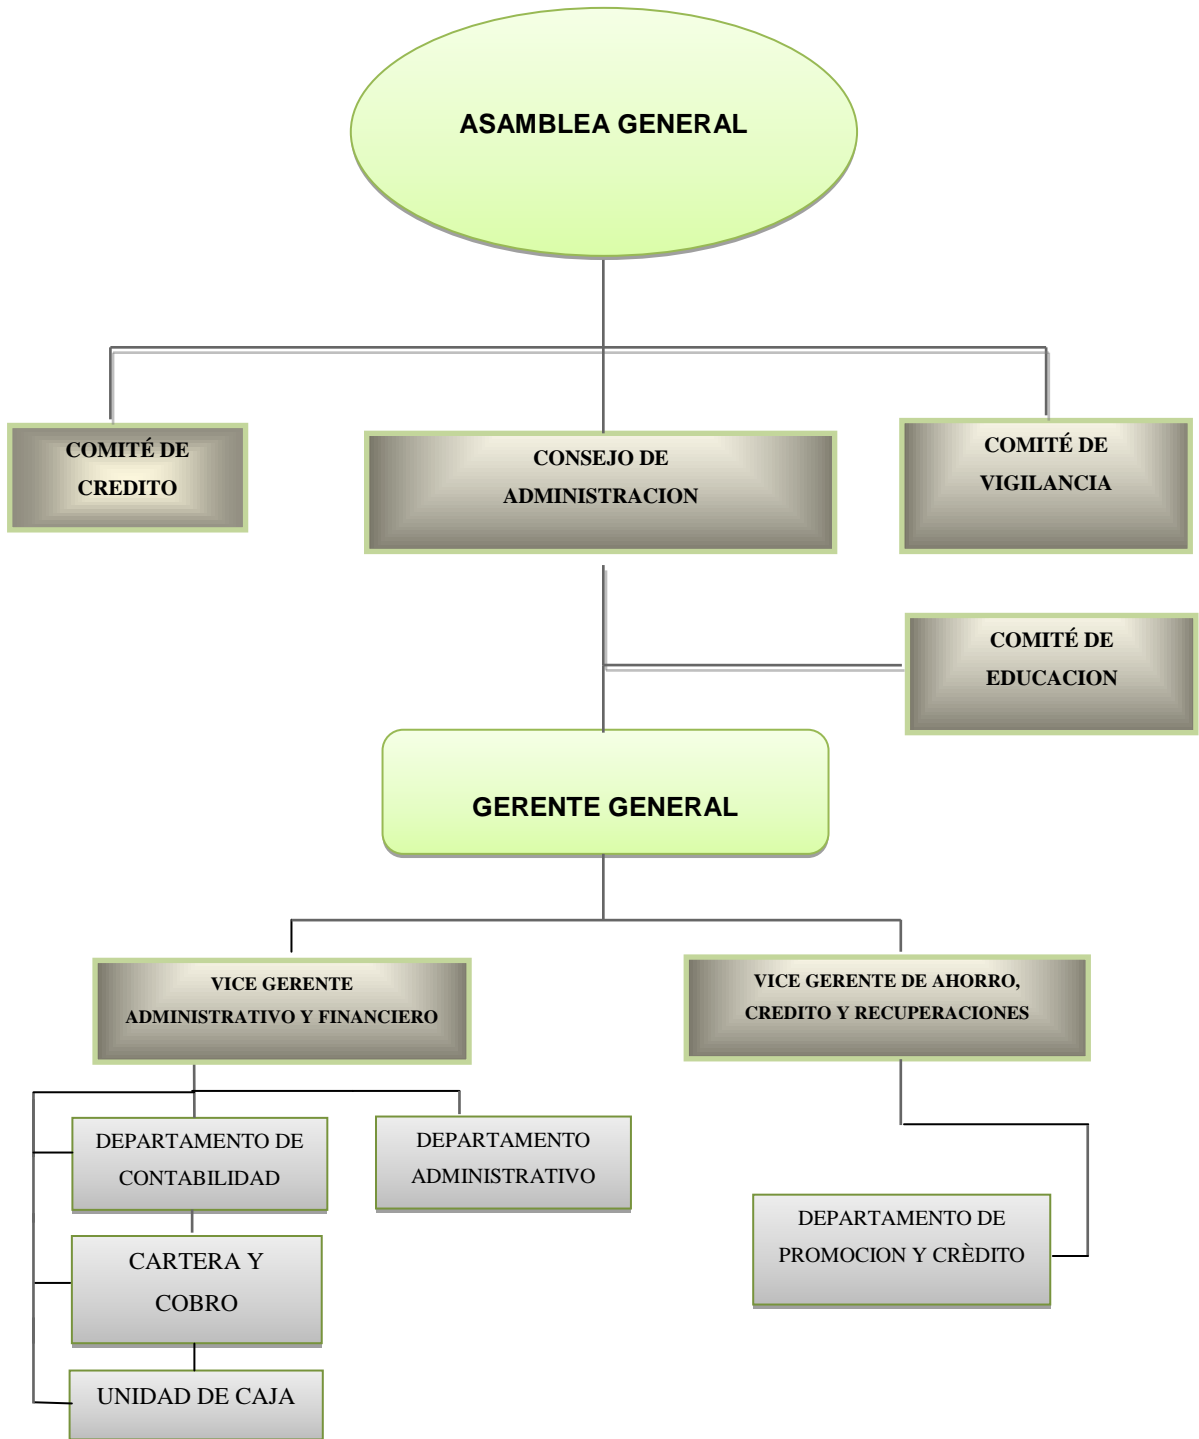 ASAMBLEA GENERAL
COMITÉ DE
CREDITO
CONSEJO DE
ADMINISTRACION
COMITÉ DE
VIGILANCIA
COMITÉ DE
EDUCACION
GERENTE GENERAL
VICE GERENTE
ADMINISTRATIVO Y FINANCIERO
VICE GERENTE DE AHORRO,
CREDITO Y RECUPERACIONES
DEPARTAMENTO DE
CONTABILIDAD
DEPARTAMENTO
ADMINISTRATIVO
CARTERA Y
COBRO
UNIDAD DE CAJA
DEPARTAMENTO DE
PROMOCION Y CRÈDITO